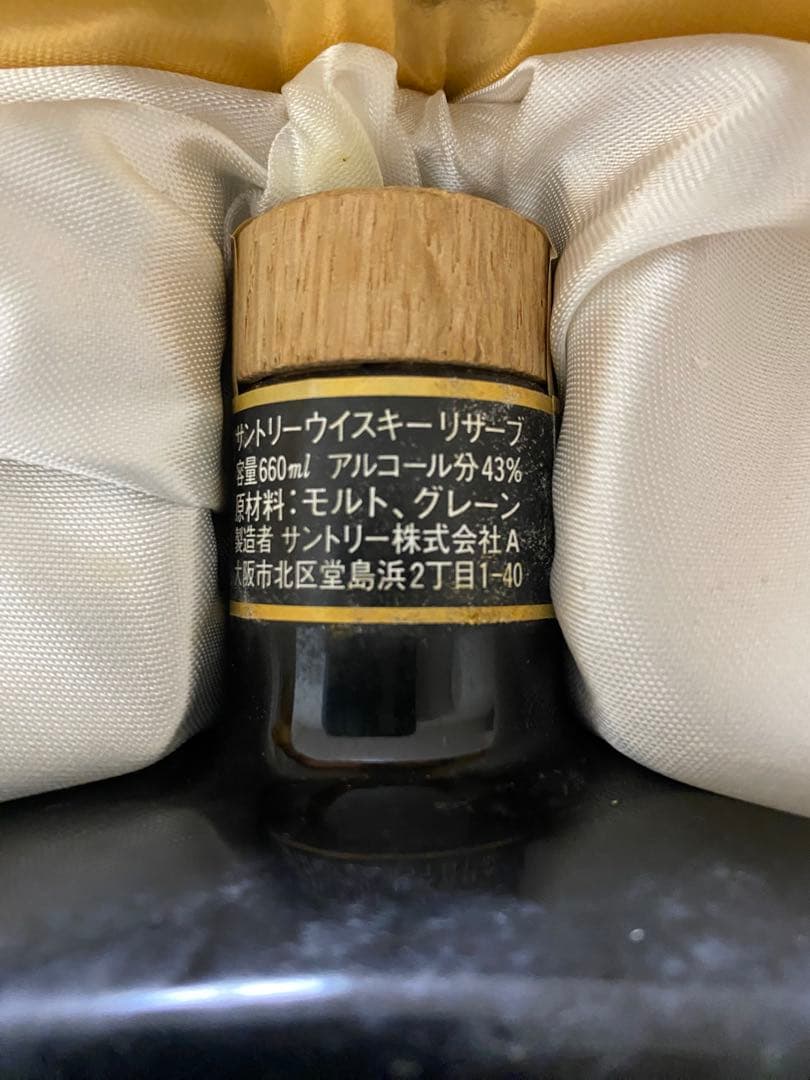 サントリーウイスキーリザーブ
容量660ml アルコール分43%
原材料：モルト、グレーン
製造者 サントリー株式会社A
大阪市北区堂島浜2丁目1-40